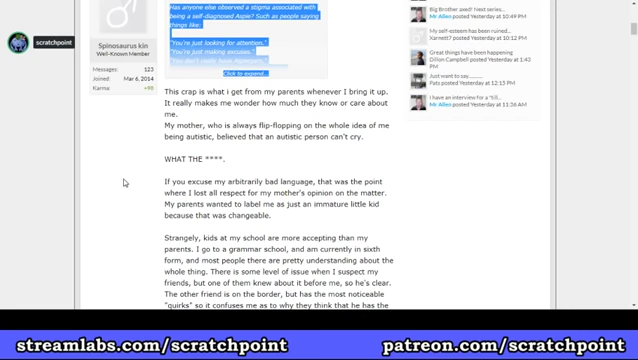 Has anyone else observed a stigma associated with
being a self-diagnosed Aspie? Such as people saying
things like:
"You're just looking for attention."
"You're just making excuses."
"You don't really have Aspergers."
Click to expand...
scratchpoint
Spinosaurus kin
Well-Known Member
Messages: 123
Joined: Mar 6, 2014
Karma: +98
This crap is what i get from my parents whenever I bring it up.
It really makes me wonder how much they know or care about
me.
My mother, who is always flip-flopping on the whole idea of me
being autistic, believed that an autistic person can't cry.
WHAT THE ****.
If you excuse my arbitrarily bad language, that was the point
where I lost all respect for my mother's opinion on the matter.
My parents wanted to label me as just an immature little kid
because that was changeable.
Strangely, kids at my school are more accepting than my
parents. I go to a grammar school, and am currently in sixth
form, and most people there are pretty understanding about the
whole thing. There is some level of issue when I suspect my
friends, but one of them knew about it before me, so he's clear.
The other friend is on the border, but has the most noticeable
"quirks" so it confuses me as to why they think that he has the
Big Brother axed? Next series...
Mr Allen posted Yesterday at 10:49 PM
My self-esteem has been ruined...
Karnest7 posted Yesterday at 10:12 PM
Great things have been happening
Dillon Campbell posted Yesterday at
1:43 PM
Just want to say.....
Pats posted Yesterday at 12:15 PM
I have an interview for a "till...
Mr Allen posted Yesterday at 11:36 AM
streamlabs.com/scratchpoint
patreon.com/scratchpoint